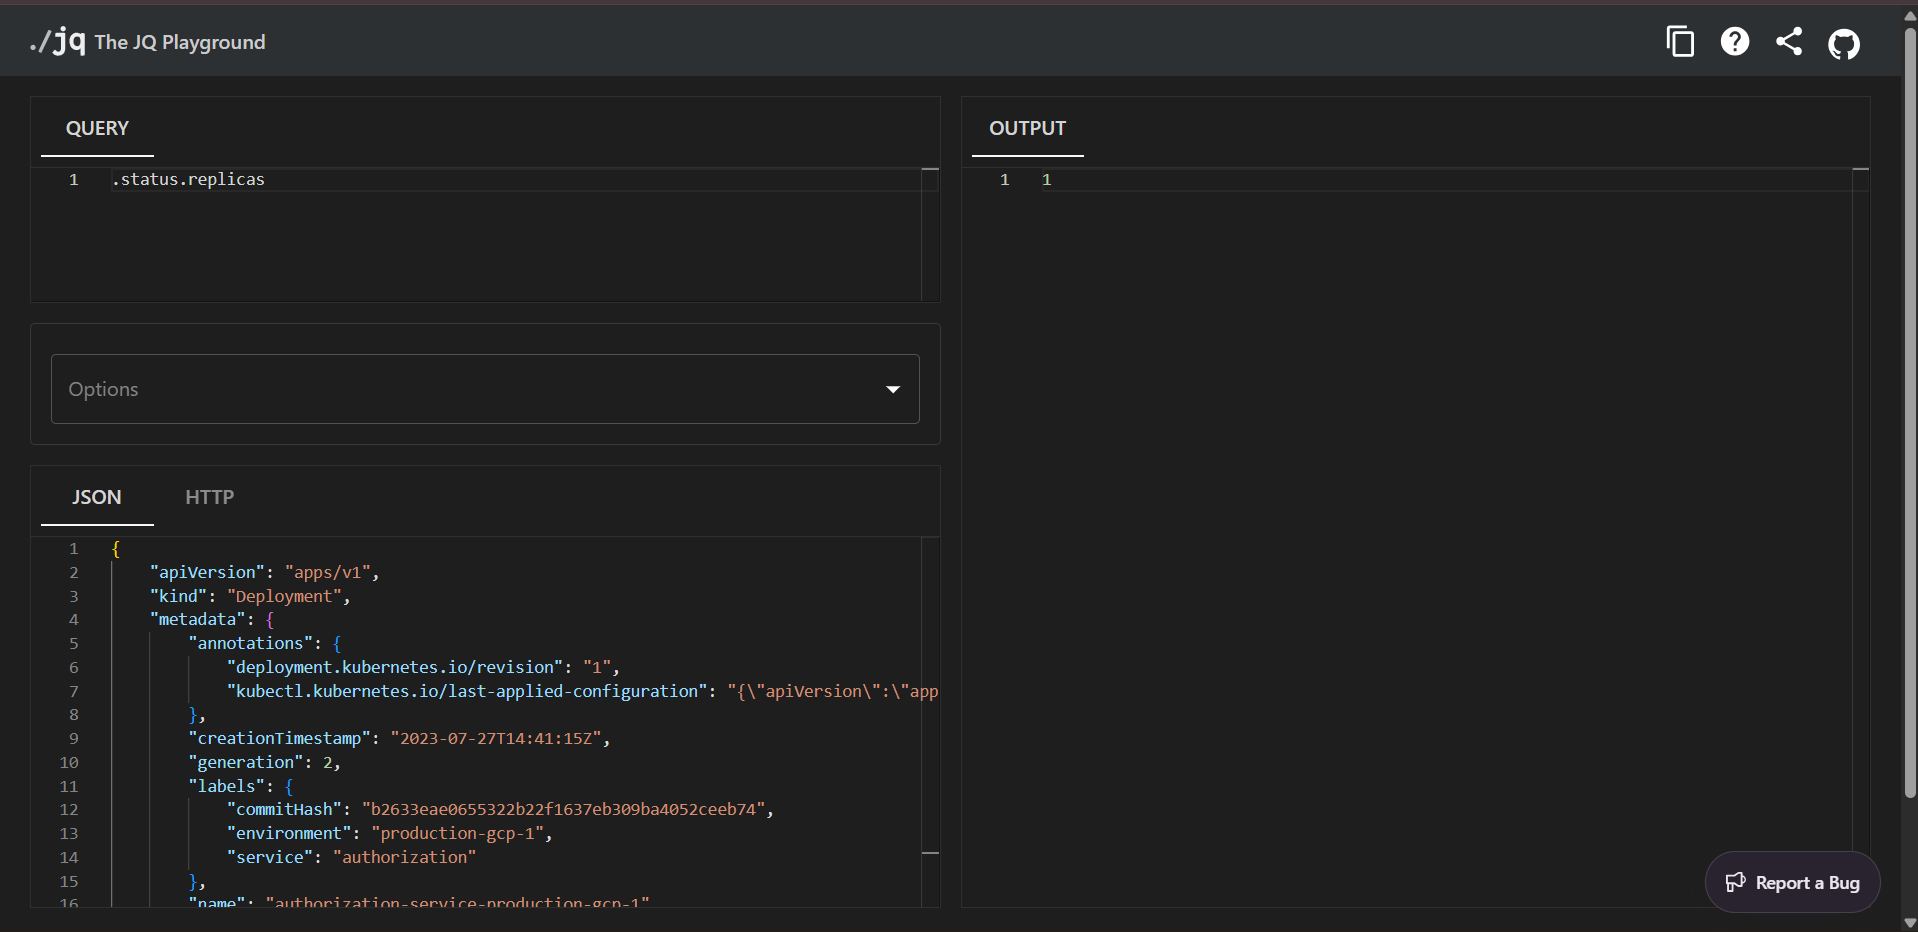 ./jq The JQ Playground
QUERY
1 .status.replicas
Options
JSON HTTP
1 {
2 "apiVersion": "apps/v1",
3 "kind": "Deployment",
4 "metadata": {
5 "annotations": {
6 "deployment.kubernetes.io/revision": "1",
7 "kubectl.kubernetes.io/last-applied-configuration": "{\"apiVersion\":\"app
8 },
9 "creationTimestamp": "2023-07-27T14:41:15Z",
10 "generation": 2,
11 "labels": {
12 "commitHash": "b2633eae0655322b22f1637eb309ba4052ceeb74",
13 "environment": "production-gcp-1",
14 "service": "authorization"
15 },
16 "name": "authorization-service-production-gcp-1"
OUTPUT
1 1
Report a Bug